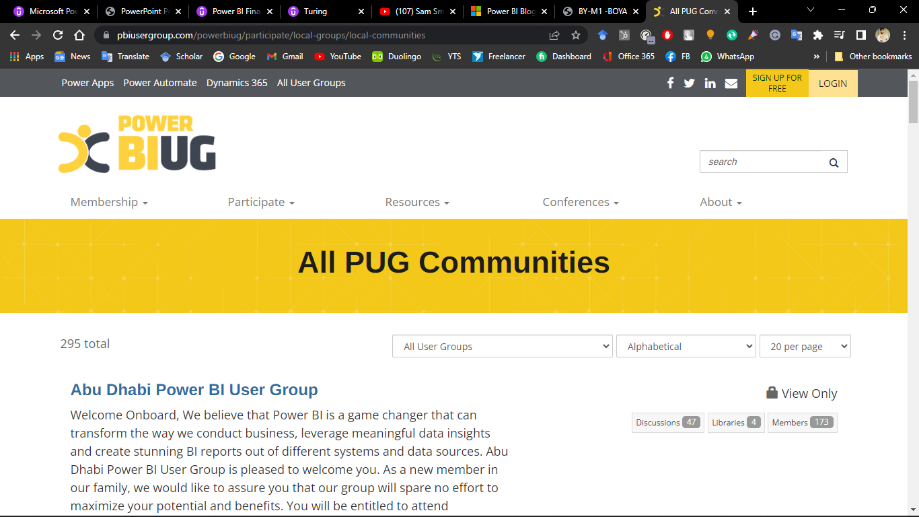 Microsoft Po
PowerPoint P
Power BI Fina
Turing
(107) Sam Sm
Power BI Blo
BY-M1 -BOYA
All PUG Com
pbiusergroup.com/powerbiug/participate/local-groups/local-communities
Apps
News
Translate
Scholar
Google
Gmail
YouTube
Duolingo
YTS
Freelancer
Dashboard
Office 365
FB
WhatsApp
»
Other bookmarks
Power Apps
Power Automate
Dynamics 365
All User Groups
SIGN UP FOR
FREE
LOGIN
POWER
BIUG
search
Membership
Participate
Resources
Conferences
About
All PUG Communities
295 total
All User Groups
Alphabetical
20 per page
Abu Dhabi Power BI User Group
View Only
Welcome Onboard, We believe that Power BI is a game changer that can
transform the way we conduct business, leverage meaningful data insights
and create stunning BI reports out of different systems and data sources. Abu
Dhabi Power BI User Group is pleased to welcome you. As a new member in
our family, we would like to assure you that our group will spare no effort to
maximize your potential and benefits. You will be entitled to attend
Discussions 47
Libraries 4
Members 173